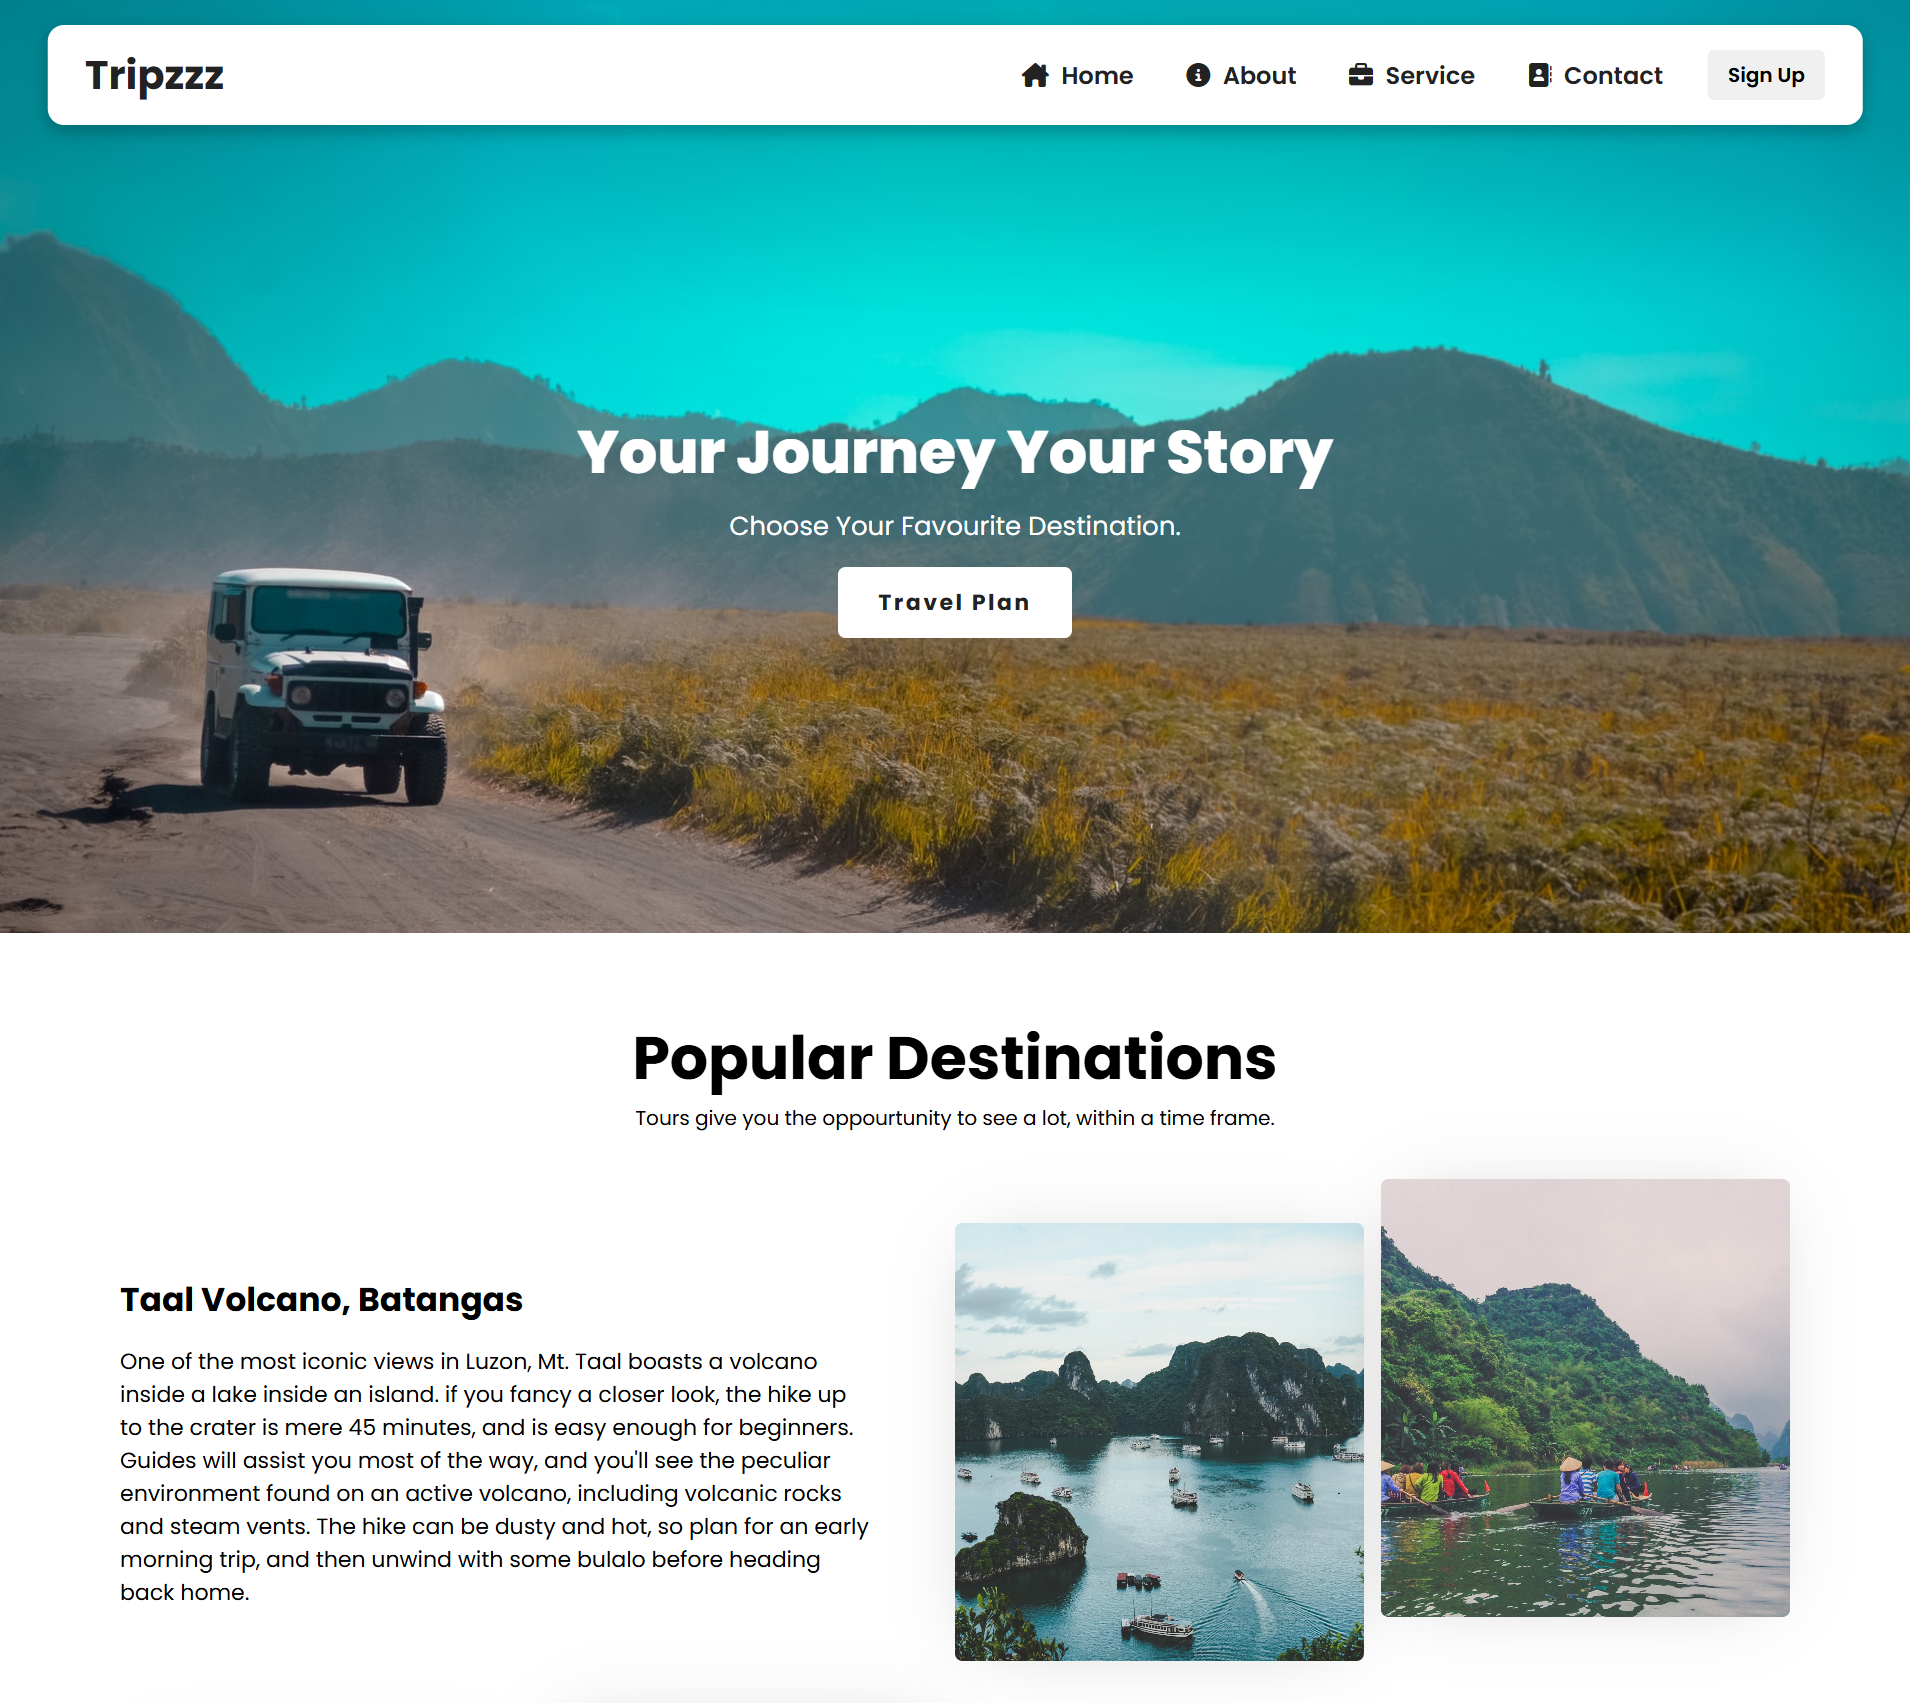 Tripzzz
Home
About
Service
Contact
Sign Up
Your Journey Your Story
Choose Your Favourite Destination.
Travel Plan
Popular Destinations
Tours give you the oppourtunity to see a lot, within a time frame.
Taal Volcano, Batangas
One of the most iconic views in Luzon, Mt. Taal boasts a volcano
inside a lake inside an island. if you fancy a closer look, the hike up
to the crater is mere 45 minutes, and is easy enough for beginners.
Guides will assist you most of the way, and you'll see the peculiar
environment found on an active volcano, including volcanic rocks
and steam vents. The hike can be dusty and hot, so plan for an early
morning trip, and then unwind with some bulalo before heading
back home.